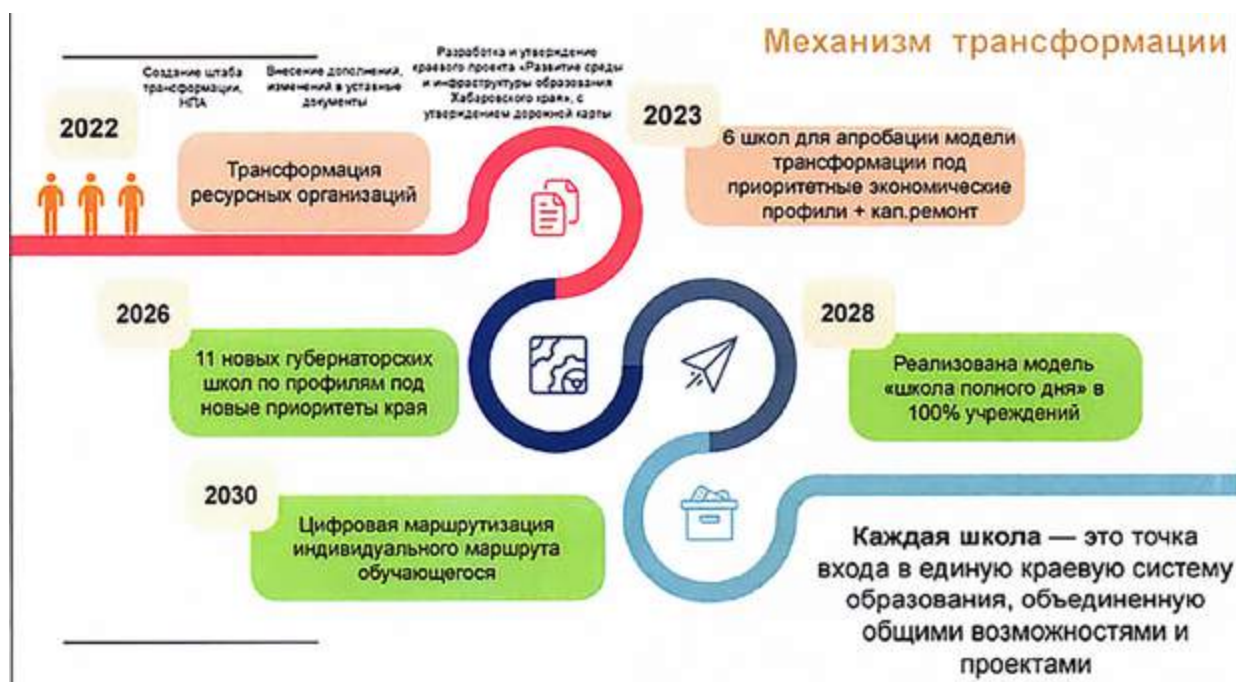 Механизм трансформации
Создание штаба
трансформации,
НПА
Внесение дополнений,
изменений в уставные
документы
Разработка и утверждение
краевого проекта «Развитие среды
и инфраструктуры образования
Хабаровского края», с
утверждением дорожной карты
2022
Трансформация
ресурсных организаций
2023
6 школ для апробации модели
трансформации под
приоритетные экономические
профили + кап.ремонт
2026
11 новых губернаторских
школ по профилям под
новые приоритеты края
2028
Реализована модель
«школа полного дня» в
100% учреждений
2030
Цифровая маршрутизация
индивидуального маршрута
обучающегося
Каждая школа — это точка
входа в единую краевую систему
образования, объединенную
общими возможностями и
проектами